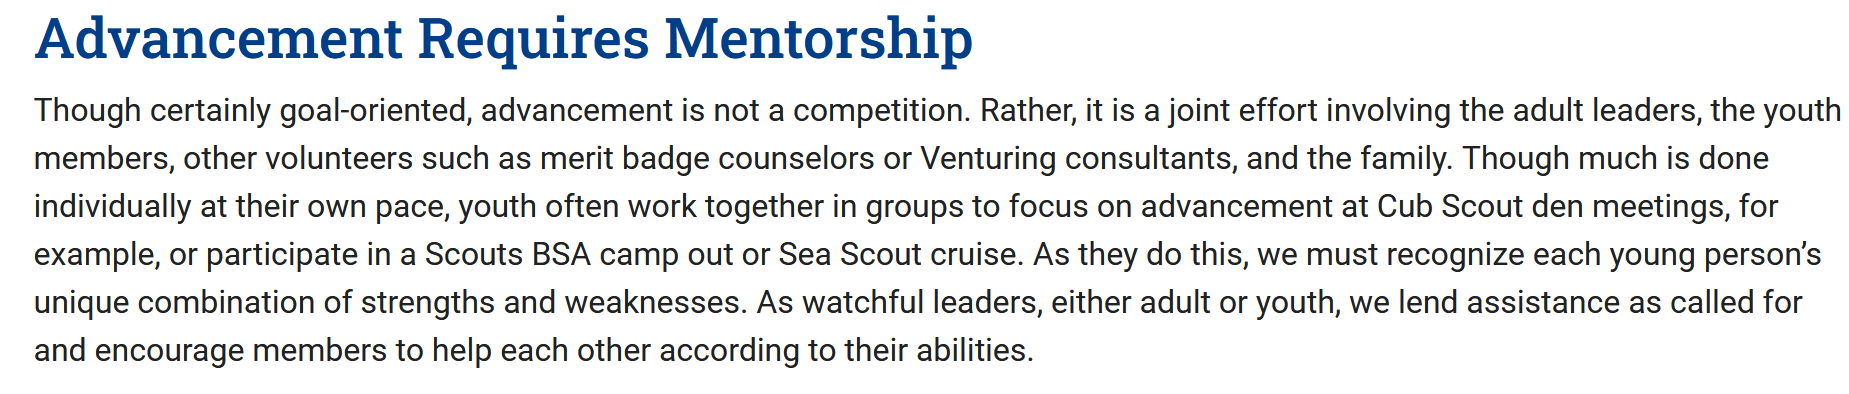 Advancement Requires Mentorship
Though certainly goal-oriented, advancement is not a competition. Rather, it is a joint effort involving the adult leaders, the youth
members, other volunteers such as merit badge counselors or Venturing consultants, and the family. Though much is done
individually at their own pace, youth often work together in groups to focus on advancement at Cub Scout den meetings, for
example, or participate in a Scouts BSA camp out or Sea Scout cruise. As they do this, we must recognize each young person’s
unique combination of strengths and weaknesses. As watchful leaders, either adult or youth, we lend assistance as called for
and encourage members to help each other according to their abilities.